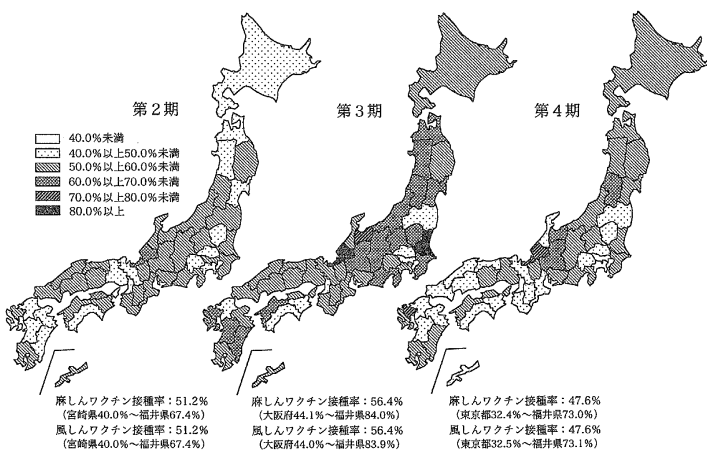 第2期
第3期
第4期
40.0%未満
40.0%以上50.0%未満
50.0%以上60.0%未満
60.0%以上70.0%未満
70.0%以上80.0%未満
80.0%以上
麻しんワクチン接種率：51.2%
（宮崎県40.0%～福井県67.4%）
風しんワクチン接種率：51.2%
（宮崎県40.0%～福井県67.4%）
麻しんワクチン接種率：56.4%
（大阪府44.1%～福井県84.0%）
風しんワクチン接種率：56.4%
（大阪府44.0%～福井県83.9%）
麻しんワクチン接種率：47.6%
（東京都32.4%～福井県73.0%）
風しんワクチン接種率：47.6%
（東京都32.5%～福井県73.1%）